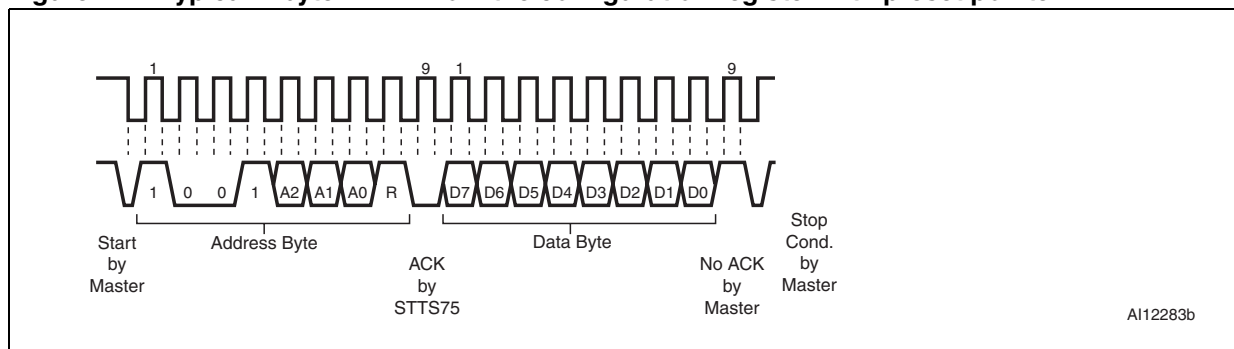 1 9 1 9
1 0 0 1 A2 A1 A0 R D7 D6 D5 D4 D3 D2 D1 D0
Start
by
Master
Address Byte
ACK
by
STTS75
Data Byte
No ACK
by
Master
Stop
Cond.
by
Master
AI12283b